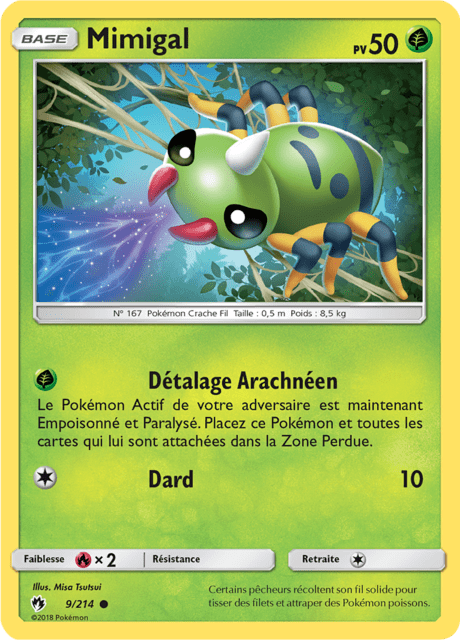 BASE Mimigal PV50
N° 167 Pokémon Crache Fil Taille : 0,5 m Poids : 8,5 kg
Détalage Arachnéen
Le Pokémon Actif de votre adversaire est maintenant
Empoisonné et Paralysé. Placez ce Pokémon et toutes les
cartes qui lui sont attachées dans la Zone Perdue.
Dard 10
Faiblesse × 2 Résistance Retraite
Illus. Misa Tsutsui
9/214
©2018 Pokémon
Certains pêcheurs récoltent son fil solide pour
tisser des filets et attraper des Pokémon poissons.